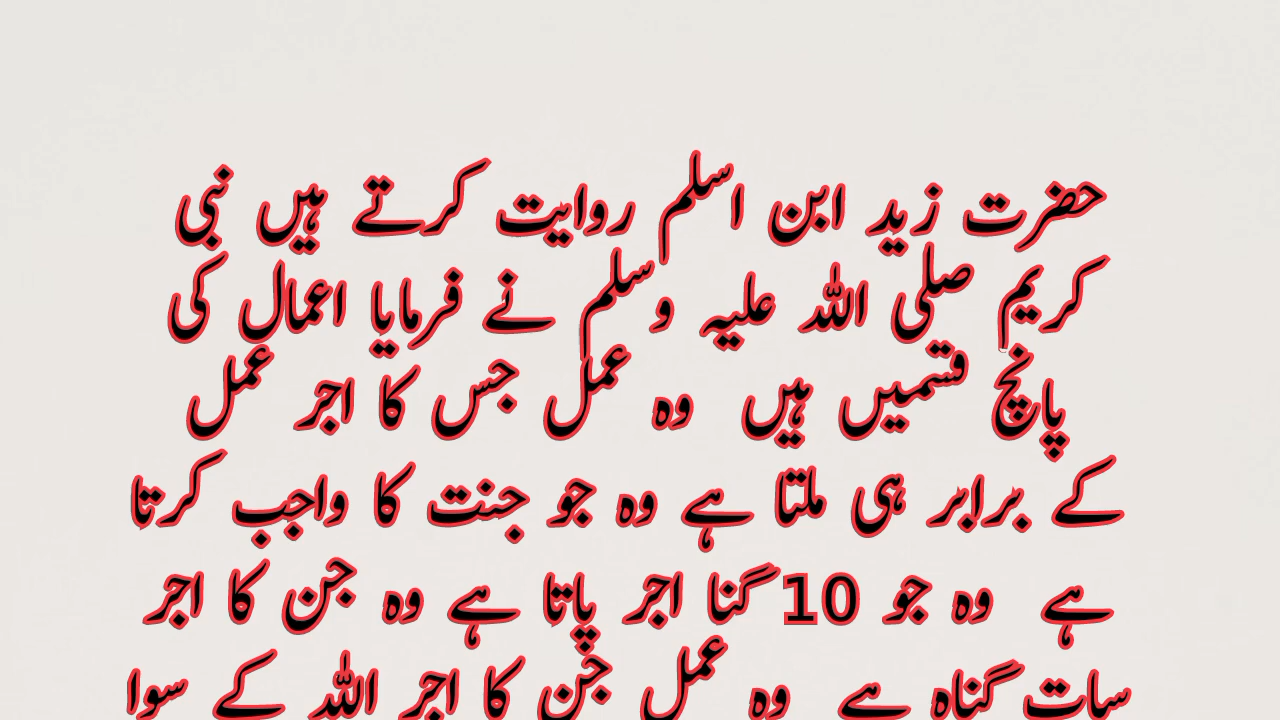 حضرت زید ابن اسلم روایت کرتے ہیں نبی
کریم صلی اللہ علیہ وسلم نے فرمایا اعمال کی
پانچ قسمیں ہیں وہ عمل جس کا اجر عمل
کے برابر ہی ملتا ہے وہ جو جنت کا واجب کرتا
ہے وہ جو 10 گنا اجر پاتا ہے وہ جن کا اجر
سات گناہ ہے وہ عمل جن کا اجر اللہ کے سوا